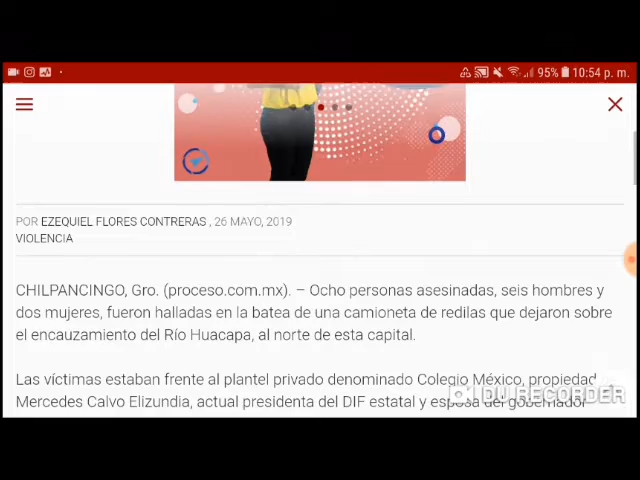 95% 10:54 p. m.
POR EZEQUIEL FLORES CONTRERAS , 26 MAYO, 2019
VIOLENCIA
CHILPANCINGO, Gro. (proceso.com.mx). – Ocho personas asesinadas, seis hombres y
dos mujeres, fueron halladas en la batea de una camioneta de redilas que dejaron sobre
el encauzamiento del Río Huacapa, al norte de esta capital.
Las víctimas estaban frente al plantel privado denominado Colegio México, propiedad
Mercedes Calvo Elizundia, actual presidenta del DIF estatal y esposa del gobernador
DU RECORDER